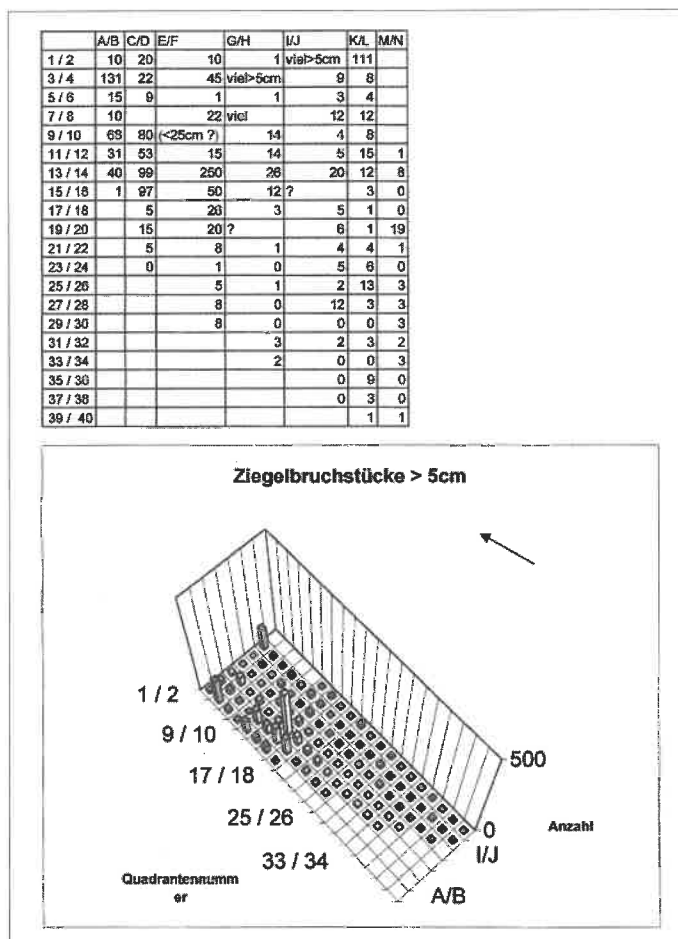 A/B C/D E/F G/H I/J K/L M/N
1 / 2 10 20 10 1 viel>5cm 111
3 / 4 131 22 45 viel>5cm 9 8
5 / 6 15 9 1 1 3 4
7 / 8 10 22 viel 12 12
9 / 10 68 80 (<25cm ?) 14 4 8
11 / 12 31 53 15 14 5 15 1
13 / 14 40 99 250 26 20 12 8
15 / 16 1 97 50 12 ? 3 0
17 / 18 5 26 3 5 1 0
19 / 20 15 20 ? 6 1 19
21 / 22 5 8 1 4 4 1
23 / 24 0 1 0 5 6 0
25 / 26 5 1 2 13 3
27 / 28 8 0 12 3 3
29 / 30 8 0 0 0 3
31 / 32 3 2 3 2
33 / 34 2 0 0 3
35 / 36 0 9 0
37 / 38 0 3 0
39 / 40 1 1
Ziegelbruchstücke > 5cm
1 / 2
9 / 10
17 / 18
25 / 26
33 / 34
500
0
Anzahl
I/J
A/B
Quadrantennumm
er